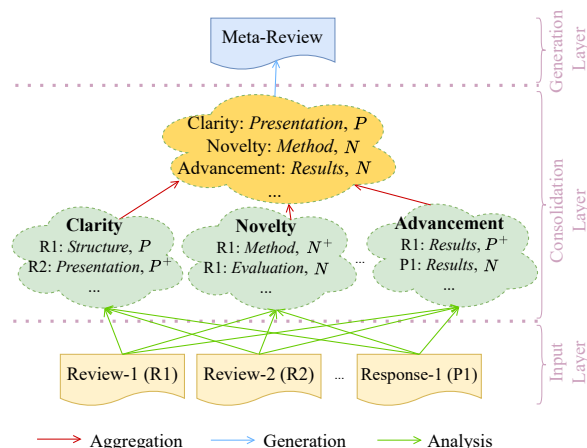 Meta-Review
Generation Layer
Clarity: Presentation, P
Novelty: Method, N
Advancement: Results, N
...
Consolidation Layer
Clarity
R1: Structure, P
R2: Presentation, P+
...
Novelty
R1: Method, N+
R1: Evaluation, N
...
...
Advancement
R1: Results, P+
P1: Results, N
...
Review-1 (R1)
Review-2 (R2)
...
Response-1 (P1)
Input Layer
Aggregation
Generation
Analysis